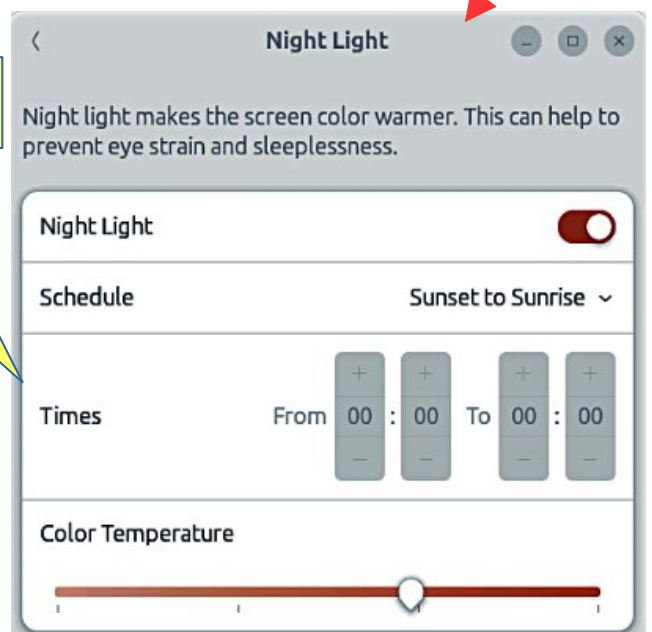 Night Light
Night light makes the screen color warmer. This can help to
prevent eye strain and sleeplessness.
Night Light
Schedule Sunset to Sunrise
Times From 00 : 00 To 00 : 00
Color Temperature